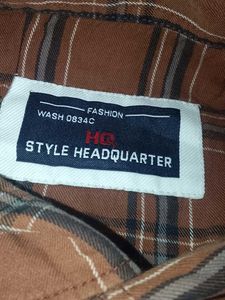 FASHION
WASH 0834C
HQ
STYLE HEADQUARTER